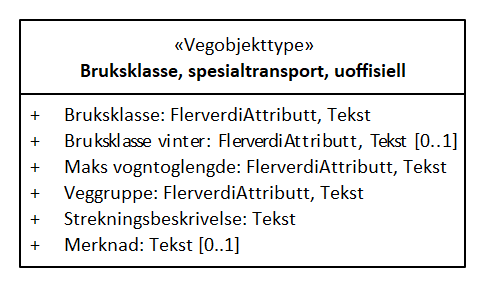 «Vegobjekttype»
Bruksklasse, spesialtransport, uoffisiell
+ Bruksklasse: FlerverdiAttributt, Tekst
+ Bruksklasse vinter: FlerverdiAttributt, Tekst [0..1]
+ Maks vogntoglengde: FlerverdiAttributt, Tekst
+ Veggruppe: FlerverdiAttributt, Tekst
+ Strekningsbeskrivelse: Tekst
+ Merknad: Tekst [0..1]